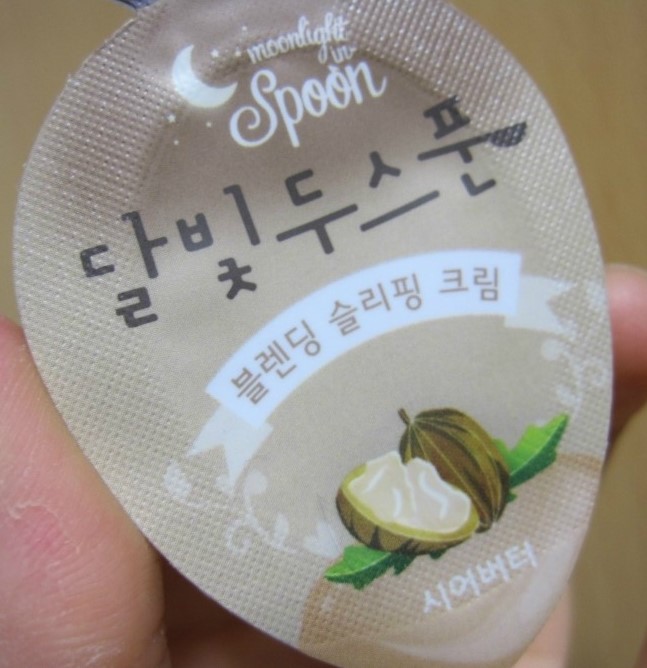 moonlight
in
Spoon
달빛두스푼
블렌딩 슬리핑 크림
시어버터